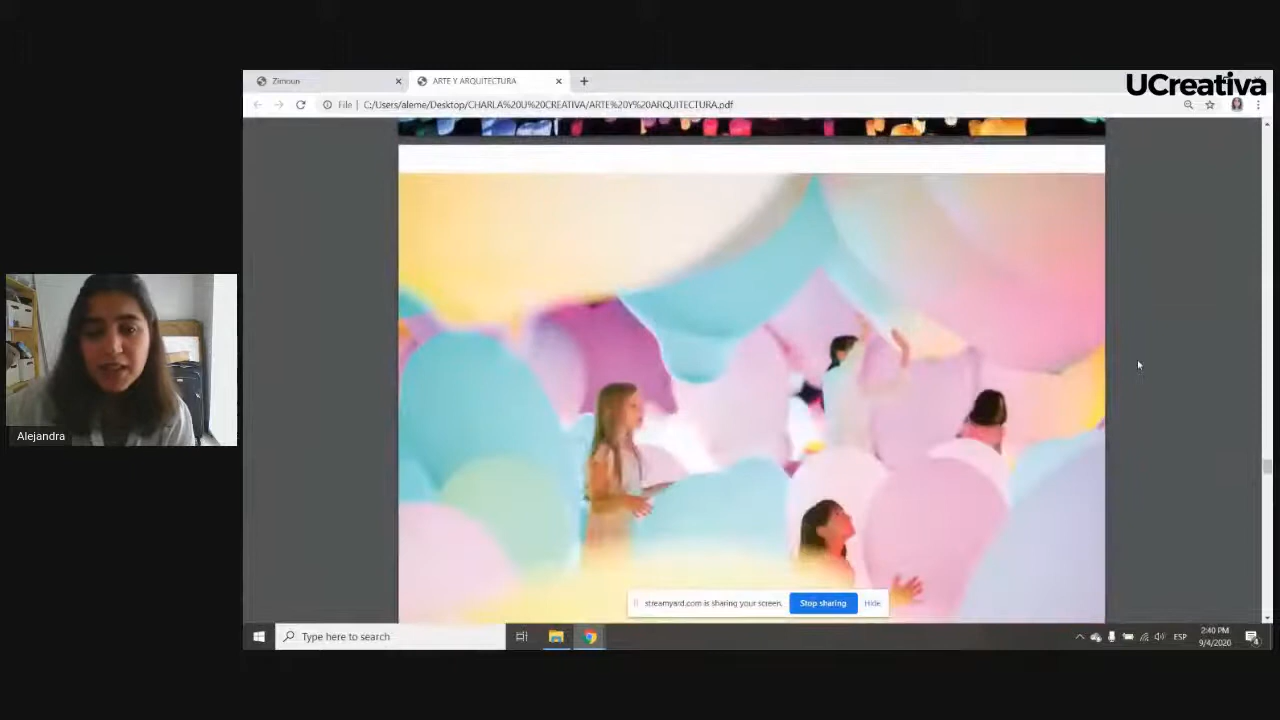 UCreativa
Zimoun
ARTE Y ARQUITECTURA
File
C:/Users/aleme/Desktop/CHARLA%20U%20CREATIVA/ARTE%20Y%20ARQUITECTURA.pdf
Alejandra
streamyard.com is sharing your screen.
Stop sharing
Hide
Type here to search
ESP
2:40 PM
9/4/2020